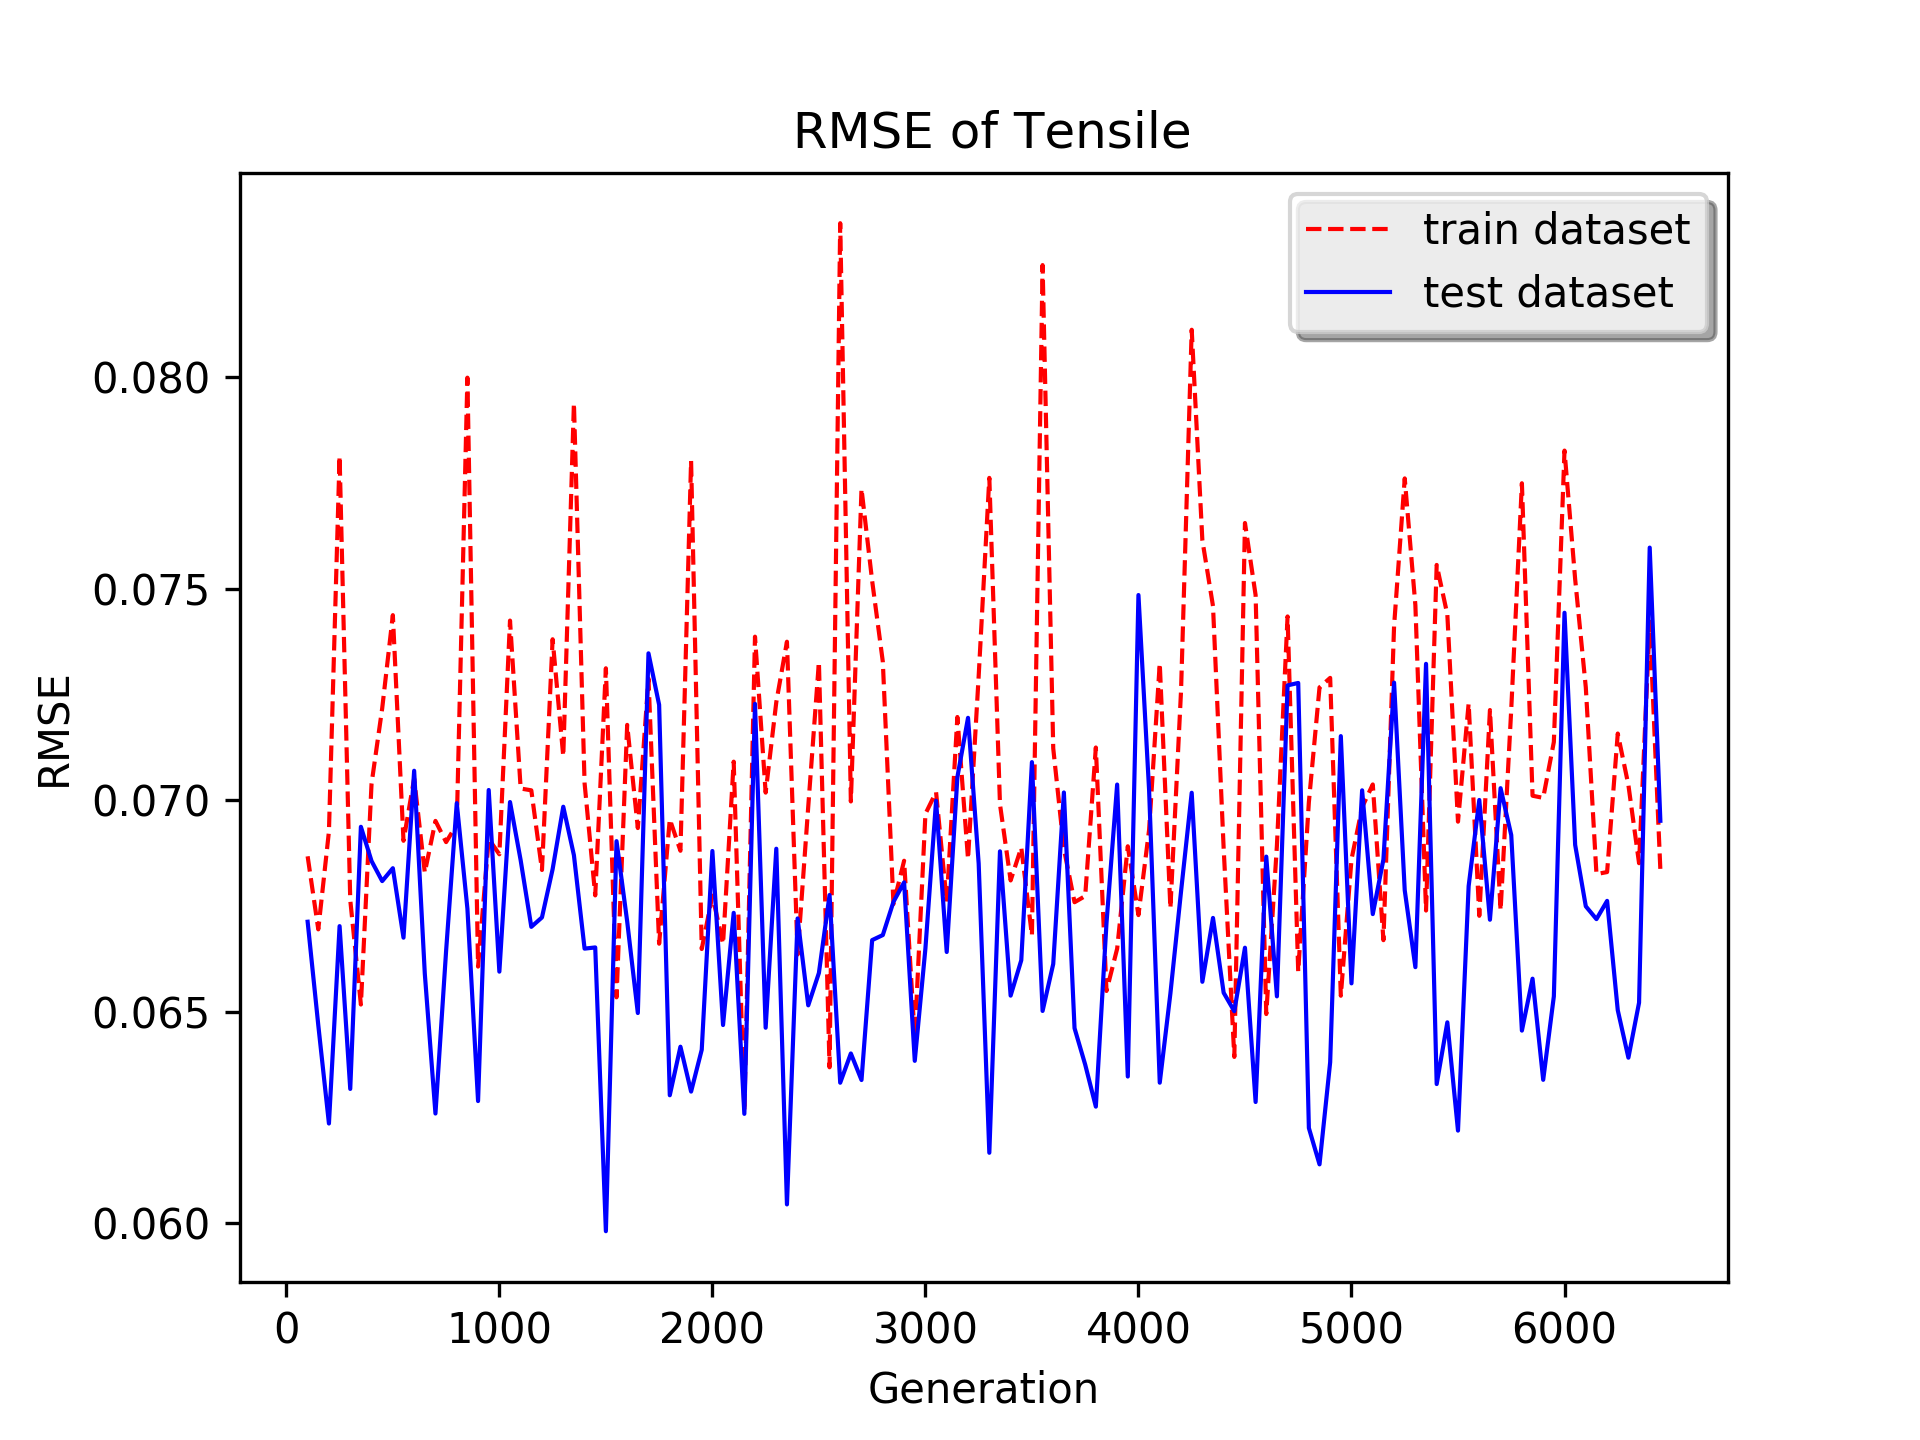 RMSE of Tensile
train dataset
test dataset
0.080
0.075
0.070
0.065
0.060
RMSE
0 1000 2000 3000 4000 5000 6000
Generation